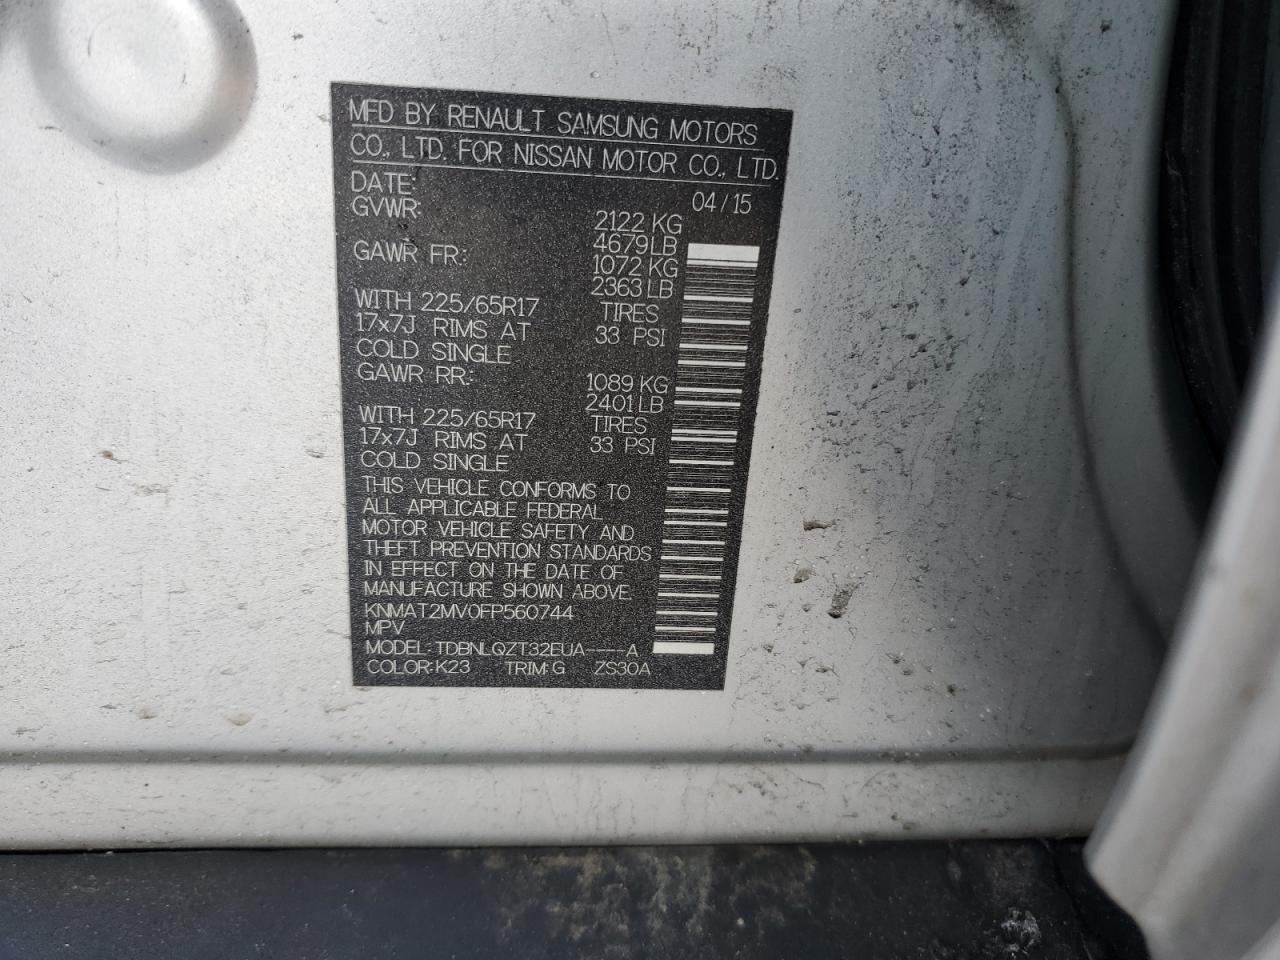 MFD BY RENAULT SAMSUNG MOTORS
CO., LTD. FOR NISSAN MOTOR CO., LTD.
DATE: 04/15
GVWR: 2122 KG
4679 LB
GAWR FR: 1072 KG
2363 LB
WITH 225/65R17 TIRES
17x7J RIMS AT 33 PSI
COLD SINGLE
GAWR RR: 1089 KG
2401 LB
WITH 225/65R17 TIRES
17x7J RIMS AT 33 PSI
COLD SINGLE
THIS VEHICLE CONFORMS TO
ALL APPLICABLE FEDERAL
MOTOR VEHICLE SAFETY AND
THEFT PREVENTION STANDARDS
IN EFFECT ON THE DATE OF
MANUFACTURE SHOWN ABOVE.
KNMAT2MV0FP560744
MPV
MODEL: TDBNLQZT32EUA---A
COLOR:K23 TRIM:G ZS30A